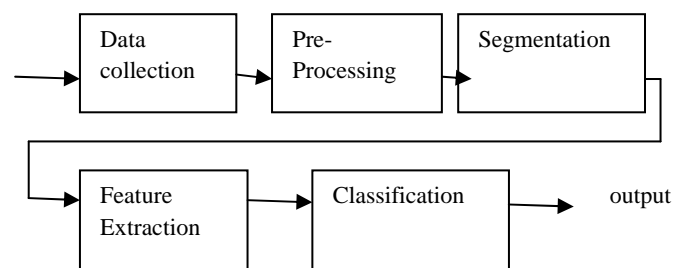 Data
collection
Pre-
Processing
Segmentation
Feature
Extraction
Classification
output